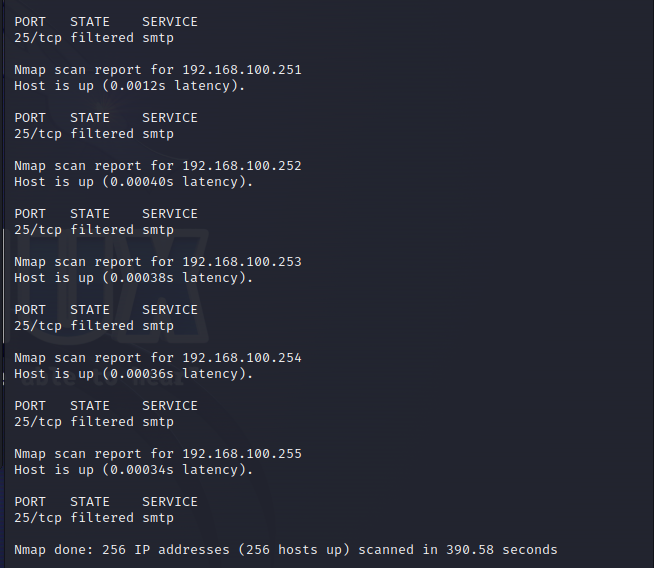 PORT   STATE    SERVICE
25/tcp filtered smtp
Nmap scan report for 192.168.100.251
Host is up (0.0012s latency).
PORT   STATE    SERVICE
25/tcp filtered smtp
Nmap scan report for 192.168.100.252
Host is up (0.00040s latency).
PORT   STATE    SERVICE
25/tcp filtered smtp
Nmap scan report for 192.168.100.253
Host is up (0.00038s latency).
PORT   STATE    SERVICE
25/tcp filtered smtp
Nmap scan report for 192.168.100.254
Host is up (0.00036s latency).
PORT   STATE    SERVICE
25/tcp filtered smtp
Nmap scan report for 192.168.100.255
Host is up (0.00034s latency).
PORT   STATE    SERVICE
25/tcp filtered smtp
Nmap done: 256 IP addresses (256 hosts up) scanned in 390.58 seconds